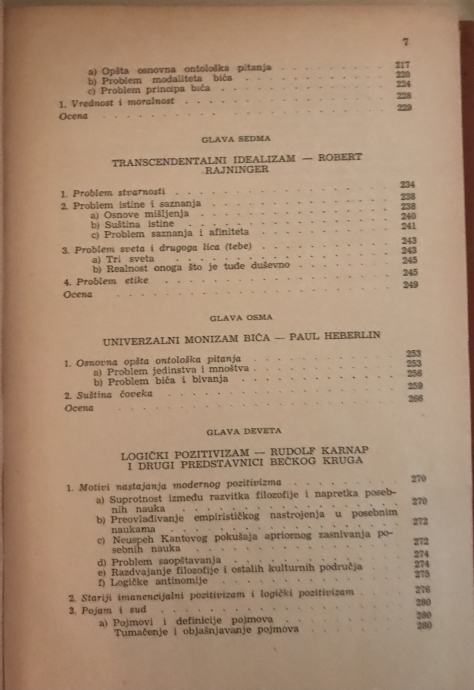 7
a) Opšta osnovna ontološka pitanja 217
b) Problem modaliteta bića 220
c) Problem principa bića 224
1. Vrednost i moralnost 228
Ocena 229
GLAVA SEDMA
TRANSCENDENTALNI IDEALIZAM — ROBERT
RAJNINGER
1. Problem stvarnosti 234
2. Problem istine i saznanja 238
a) Osnove mišljenja 238
b) Suština istine 240
c) Problem saznanja i afiniteta 241
3. Problem sveta i drugoga lica (tebe) 243
a) Tri sveta 243
b) Realnost onoga što je tuđe duševno 245
4. Problem etike 245
Ocena 249
GLAVA OSMA
UNIVERZALNI MONIZAM BIĆA — PAUL HEBERLIN
1. Osnovna opšta ontološka pitanja 253
a) Problem jedinstva i mnoštva 253
b) Problem bića i bivanja 256
2. Suština čoveka 259
Ocena 266
GLAVA DEVETA
LOGIČKI POZITIVIZAM — RUDOLF KARNAP
I DRUGI PREDSTAVNICI BEČKOG KRUGA
1. Motivi nastajanja modernog pozitivizma 270
a) Suprotnost između razvitka filozofije i napretka poseb-
nih nauka 270
b) Preovlađivanje empirističkog nastrojenja u posebnim
naukama 272
c) Neuspeh Kantovog pokušaja apriornog zasnivanja po-
sebnih nauka 272
d) Problem saopštavanja 274
e) Razdvajanje filozofije i ostalih kulturnih područja 274
f) Logičke antinomije 275
2. Stariji imanencijalni pozitivizam i logički pozitivizam 276
3. Pojam i sud 280
a) Pojmovi i definicije pojmova 280
Tumačenje i objašnjavanje pojmova 280